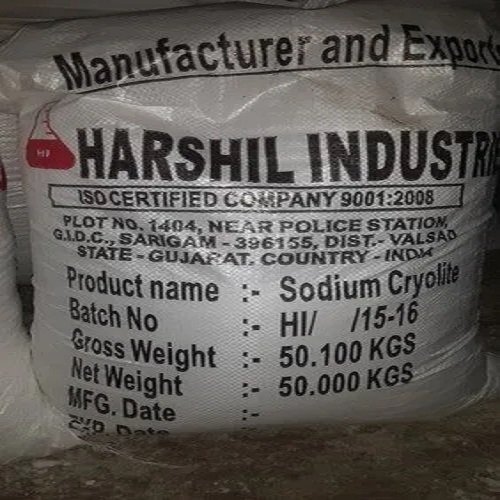 Manufacturer and Export
HARSHIL INDUSTRI
ISO CERTIFIED COMPANY 9001:2008
PLOT NO. 1404, NEAR POLICE STATION,
G.I.D.C., SARIGAM - 396155, DIST.- VALSAD
STATE - GUJARAT. COUNTRY - INDIA
Product name :- Sodium Cryolite
Batch No :- HI/ /15-16
Gross Weight :- 50.100 KGS
Net Weight :- 50.000 KGS
MFG. Date :-
Date